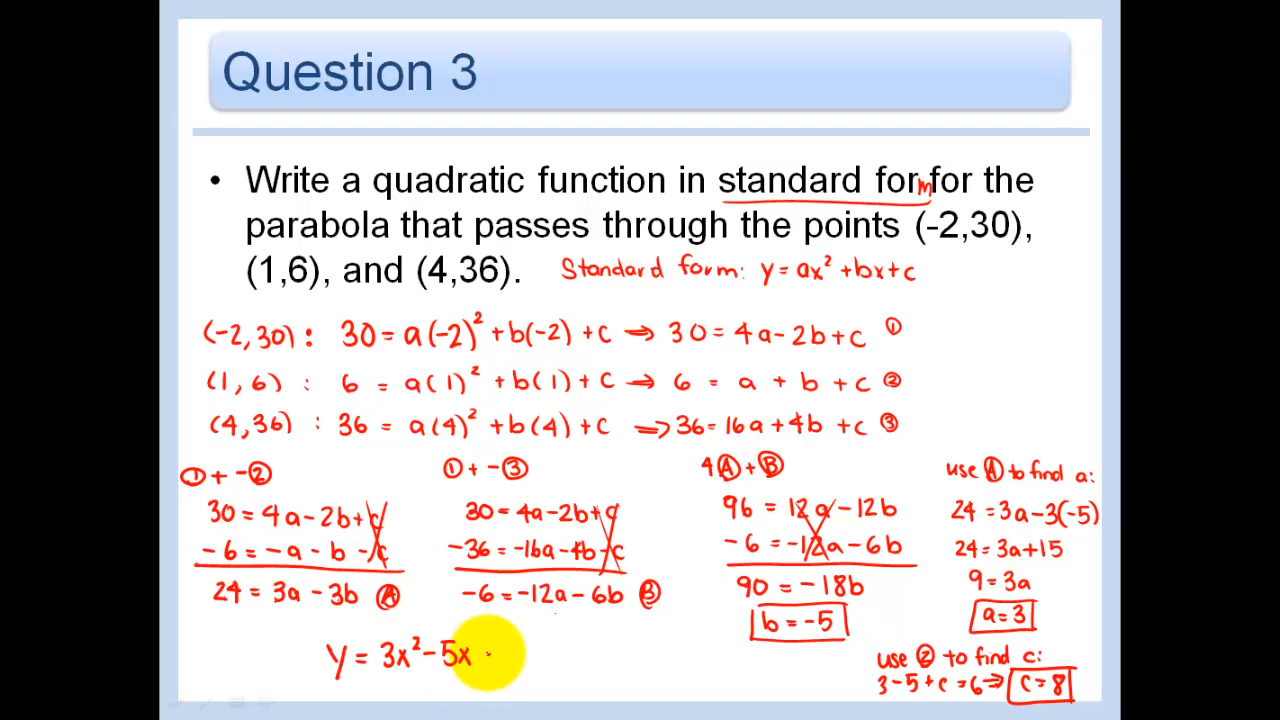 Question 3
• Write a quadratic function in standard form for the
parabola that passes through the points (-2,30),
(1,6), and (4,36). Standard form: y = ax² + bx + c
(-2,30) : 30 = a(-2)² + b(-2) + c → 30 = 4a - 2b + c ①
(1,6) : 6 = a(1)² + b(1) + c → 6 = a + b + c ②
(4,36) : 36 = a(4)² + b(4) + c → 36 = 16a + 4b + c ③
① + -②
30 = 4a - 2b + c
-6 = -a - b - c
24 = 3a - 3b Ⓐ
① + -③
30 = 4a - 2b + c
-36 = -16a - 4b - c
-6 = -12a - 6b Ⓑ
4Ⓐ + Ⓑ
96 = 12a - 12b
-6 = -12a - 6b
90 = -18b
b = -5
use Ⓐ to find a:
24 = 3a - 3(-5)
24 = 3a + 15
9 = 3a
a = 3
use ② to find c:
3 - 5 + c = 6 ⇒ c = 8
y = 3x² - 5x